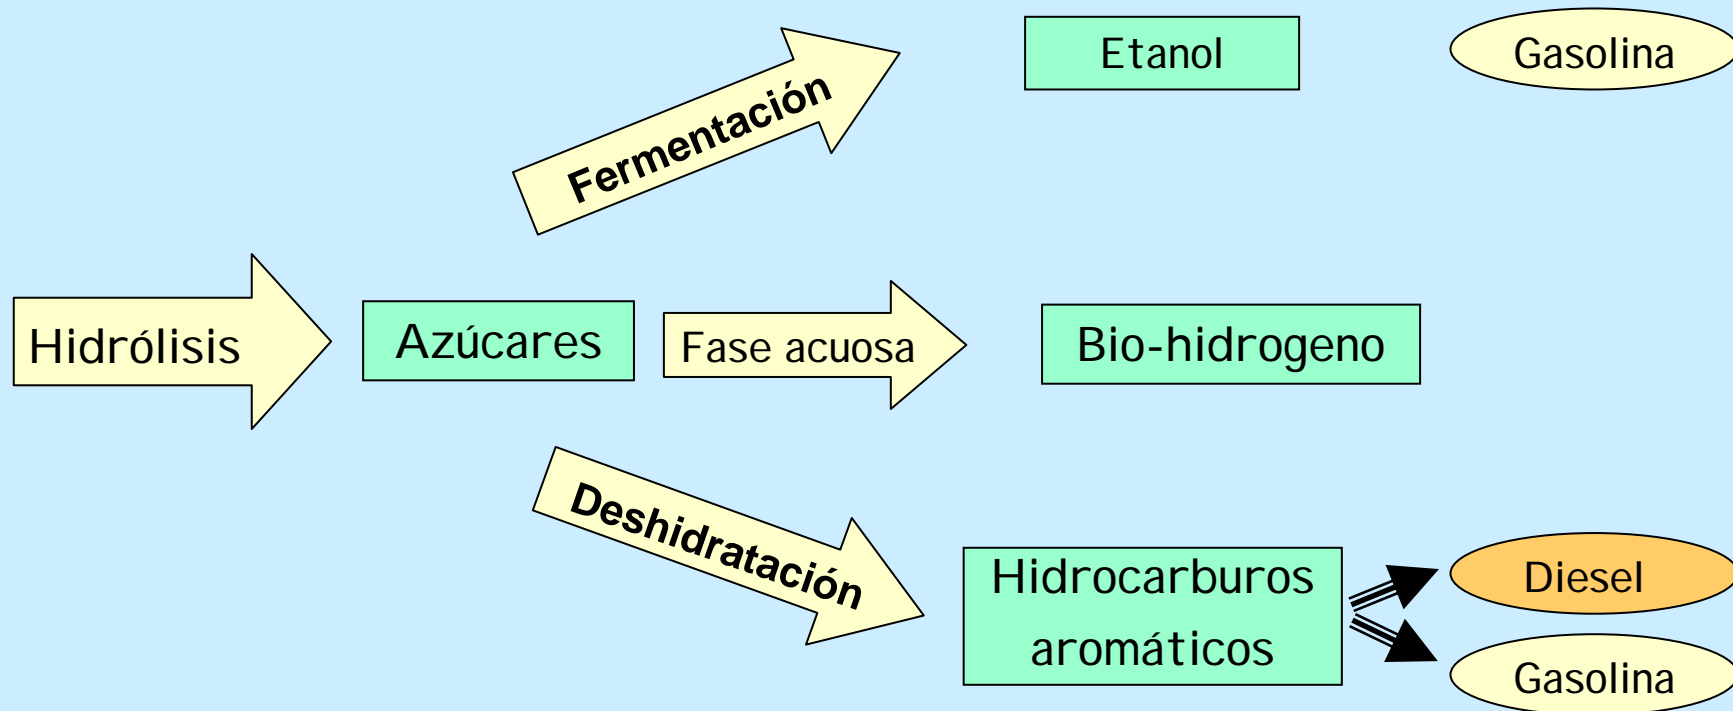 Etanol
Gasolina
Fermentación
Hidrólisis
Azúcares
Fase acuosa
Bio-hidrogeno
Deshidratación
Hidrocarburos
aromáticos
Diesel
Gasolina